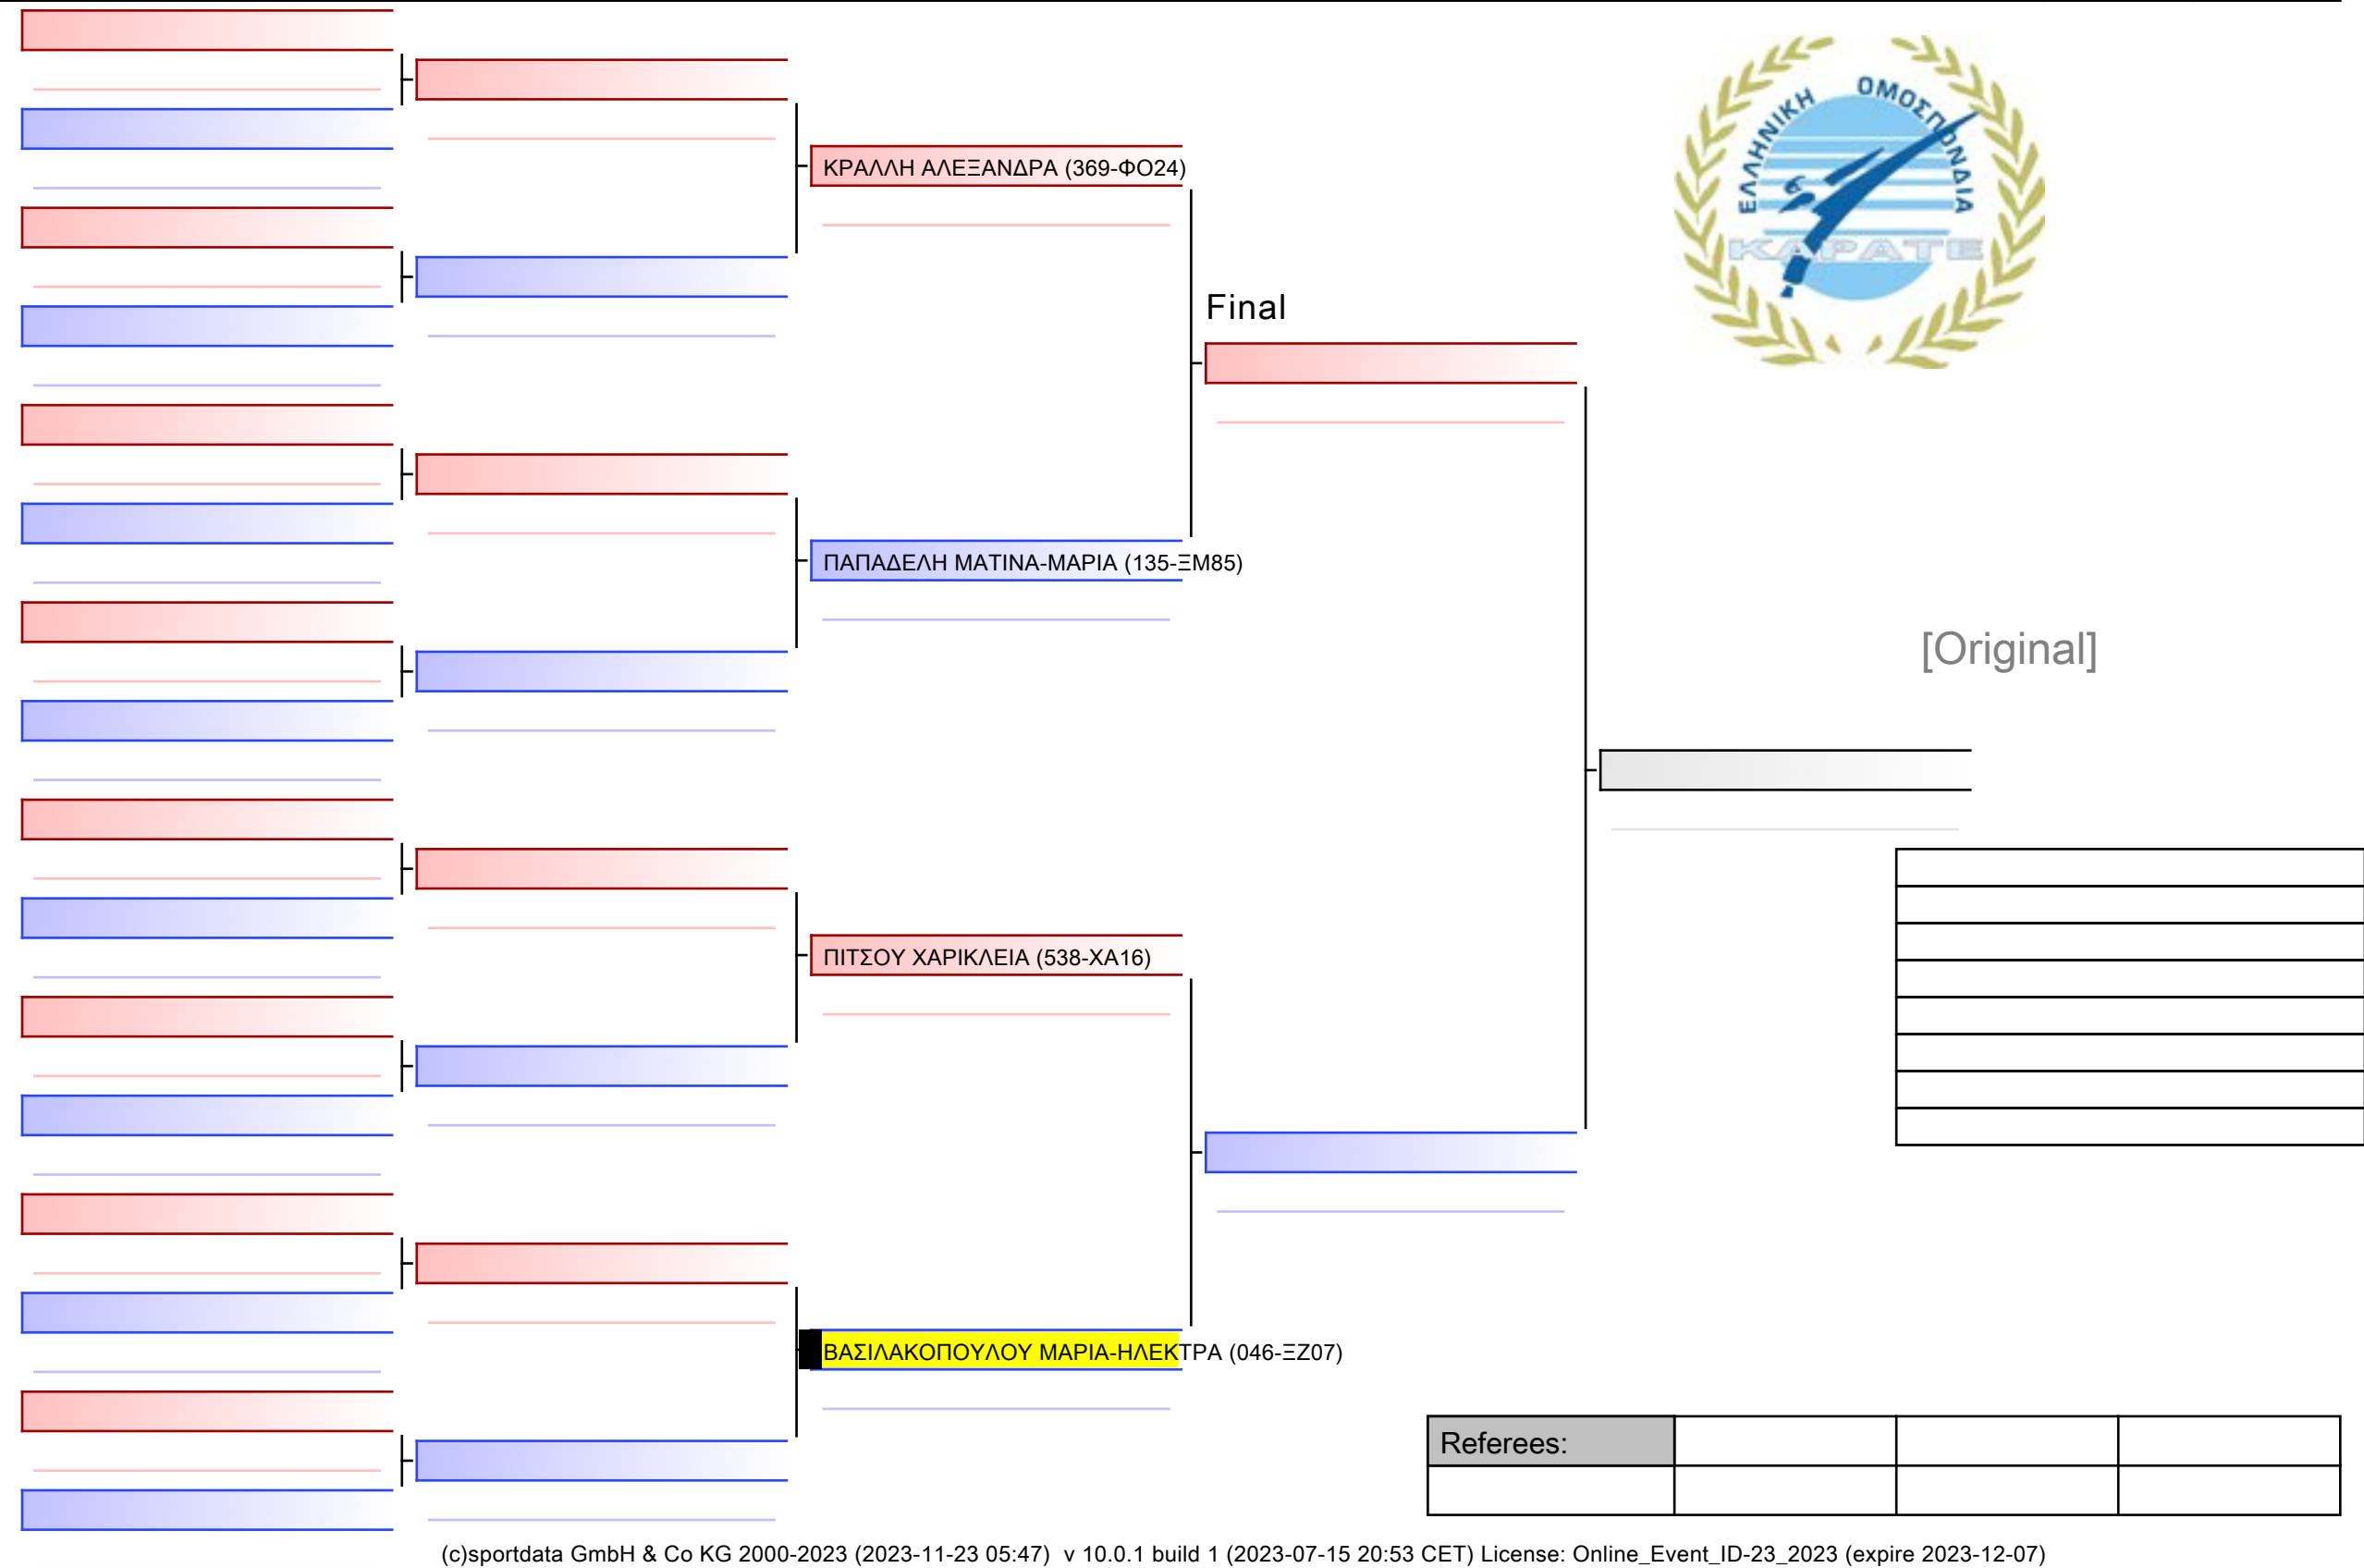 ΕΛΛΗΝΙΚΗ ΟΜΟΣΠΟΝΔΙΑ
ΚΑΡΑΤΕ
ΚΡΑΛΛΗ ΑΛΕΞΑΝΔΡΑ (369-ΦΟ24)
Final
ΠΑΠΑΔΕΛΗ ΜΑΤΙΝΑ-ΜΑΡΙΑ (135-ΞΜ85)
[Original]
ΠΙΤΣΟΥ ΧΑΡΙΚΛΕΙΑ (538-ΧΑ16)
ΒΑΣΙΛΑΚΟΠΟΥΛΟΥ ΜΑΡΙΑ-ΗΛΕΚΤΡΑ (046-ΞΖ07)
Referees:
(c)sportdata GmbH & Co KG 2000-2023 (2023-11-23 05:47) v 10.0.1 build 1 (2023-07-15 20:53 CET) License: Online_Event_ID-23_2023 (expire 2023-12-07)